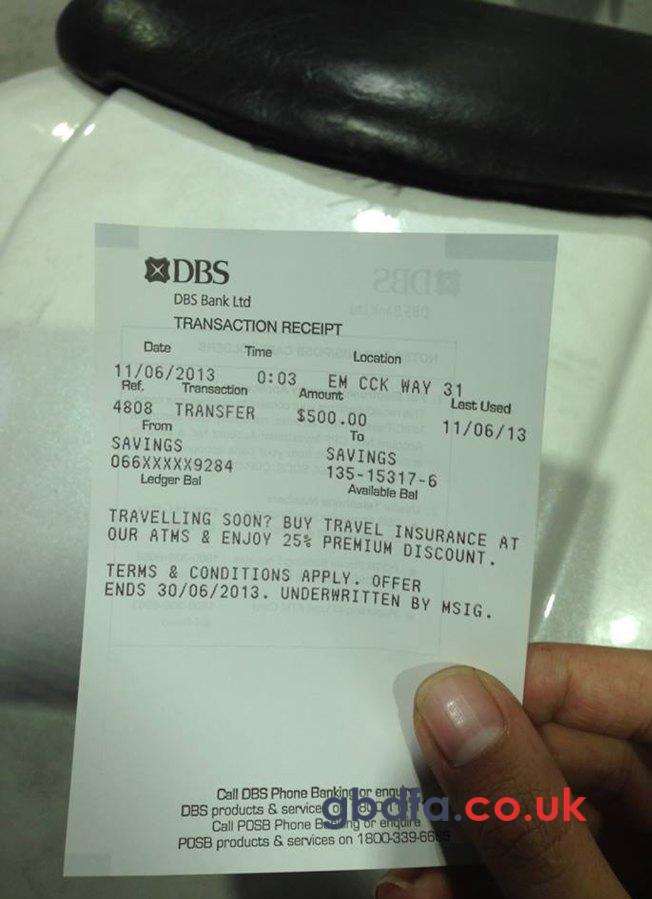 DBS
DBS Bank Ltd
TRANSACTION RECEIPT
Date Time Location
11/06/2013 0:03 EM CCK WAY 31
Ref. Transaction Amount Last Used
4808 TRANSFER $500.00 11/06/13
From To
SAVINGS SAVINGS
066XXXXX9284 135-15317-6
Ledger Bal Available Bal
TRAVELLING SOON? BUY TRAVEL INSURANCE AT
OUR ATMS & ENJOY 25% PREMIUM DISCOUNT.
TERMS & CONDITIONS APPLY. OFFER
ENDS 30/06/2013. UNDERWRITTEN BY MSIG.
Call DBS Phone Banking or
DBS products & services
Call POSB Phone Banking or enquire
POSB products & services on 1800-339-6666
gbdfa.co.uk